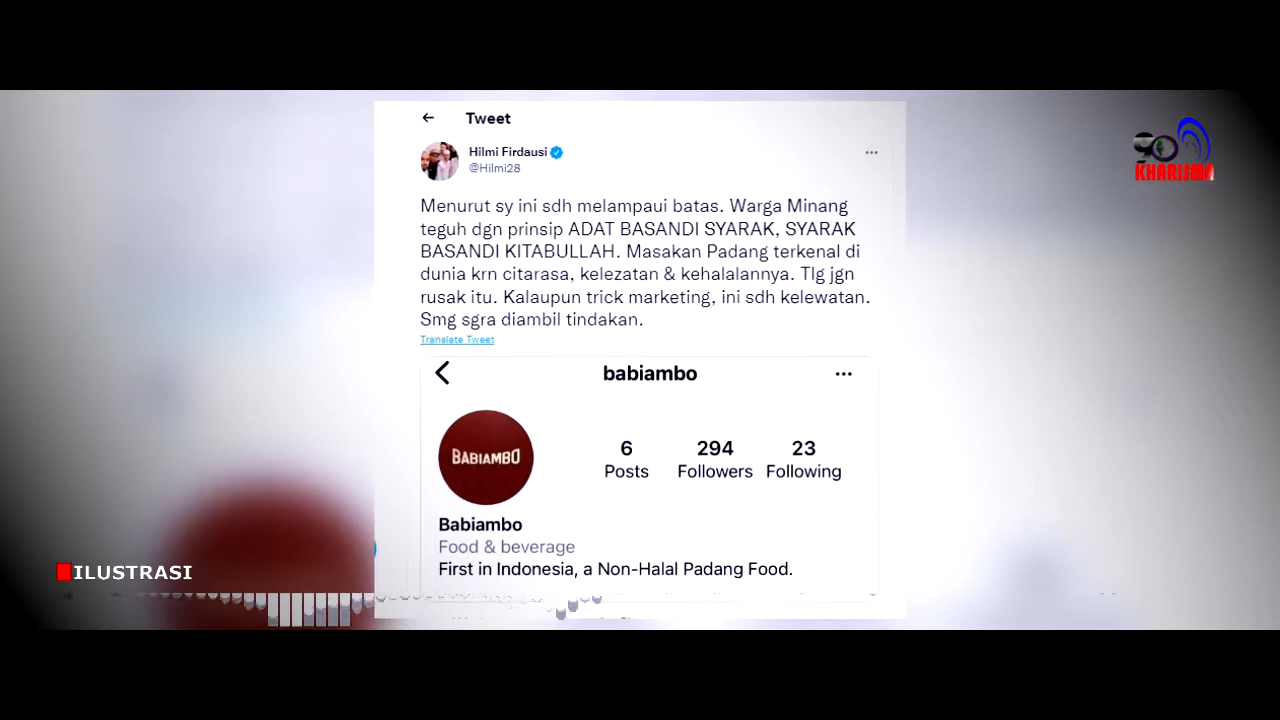 Tweet
Hilmi Firdausi
@Hilmi28
Menurut sy ini sdh melampaui batas. Warga Minang
teguh dgn prinsip ADAT BASANDI SYARAK, SYARAK
BASANDI KITABULLAH. Masakan Padang terkenal di
dunia krn citarasa, kelezatan & kehalalannya. Tlg jgn
rusak itu. Kalaupun trick marketing, ini sdh kelewatan.
Smg sgra diambil tindakan.
Translate Tweet
babiambo
BABIAMBO
6 294 23
Posts Followers Following
Babiambo
Food & beverage
First in Indonesia, a Non-Halal Padang Food.
KHARISMA
ILUSTRASI